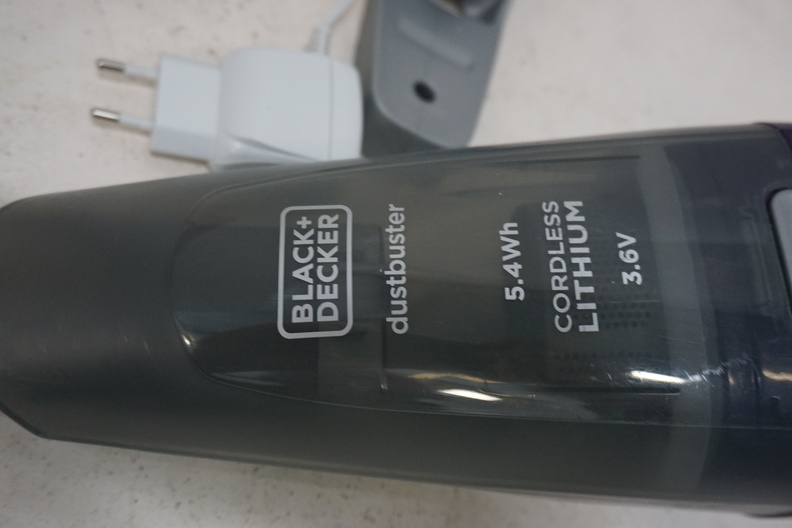 BLACK+
DECKER
dustbuster
5.4Wh
CORDLESS
LITHIUM
3.6V